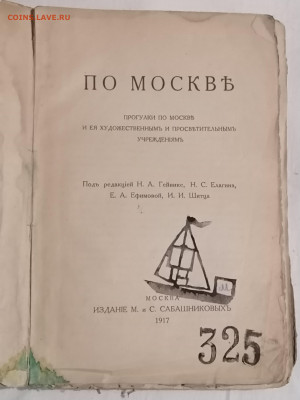 COINS.LAVE.RU
ПО МОСКВѢ
ПРОГУЛКИ ПО МОСКВѢ
И ЕЯ ХУДОЖЕСТВЕННЫМЪ И ПРОСВѢТИТЕЛЬНЫМЪ
УЧРЕЖДЕНІЯМЪ
Подъ редакціей Н. А. Гейнике, Н. С. Елагина,
Е. А. Ефимовой, И. И. Шитца
МОСКВА
ИЗДАНІЕ М. и С. САБАШНИКОВЫХЪ
1917
325